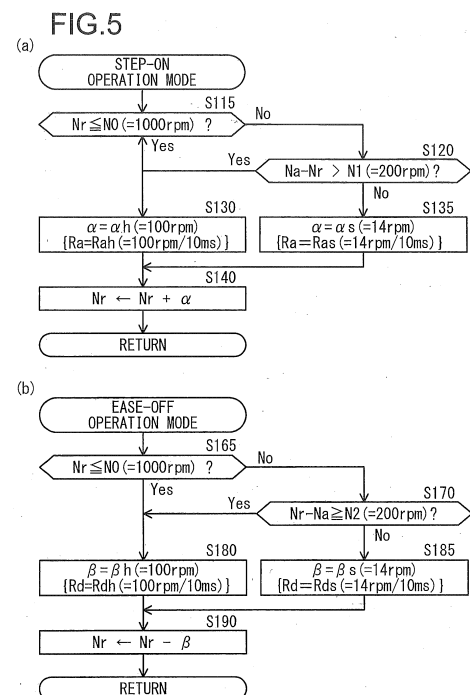 FIG.5
(a)
STEP-ON
OPERATION MODE
S115
Nr≦N0(=1000rpm) ?
No
Yes
S120
Yes
Na-Nr > N1(=200rpm)?
No
S130
α=αh(=100rpm)
{Ra=Rah(=100rpm/10ms)}
S135
α=αs(=14rpm)
{Ra=Ras(=14rpm/10ms)}
S140
Nr ← Nr + α
RETURN
(b)
EASE-OFF
OPERATION MODE
S165
Nr≦N0(=1000rpm) ?
No
Yes
S170
Yes
Nr-Na≧N2(=200rpm)?
No
S180
β=βh(=100rpm)
{Rd=Rdh(=100rpm/10ms)}
S185
β=βs(=14rpm)
{Rd=Rds(=14rpm/10ms)}
S190
Nr ← Nr - β
RETURN